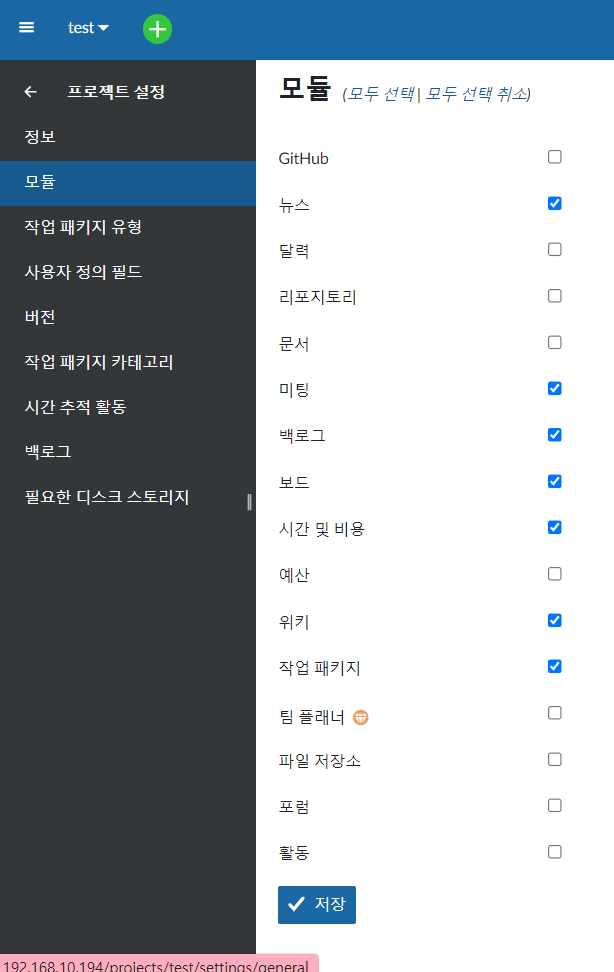 test
프로젝트 설정
정보
모듈
작업 패키지 유형
사용자 정의 필드
버전
작업 패키지 카테고리
시간 추적 활동
백로그
필요한 디스크 스토리지
모듈 (모두 선택 | 모두 선택 취소)
GitHub
뉴스
달력
리포지토리
문서
미팅
백로그
보드
시간 및 비용
예산
위키
작업 패키지
팀 플래너
파일 저장소
포럼
활동
저장
192.168.10.194/projects/test/settings/general